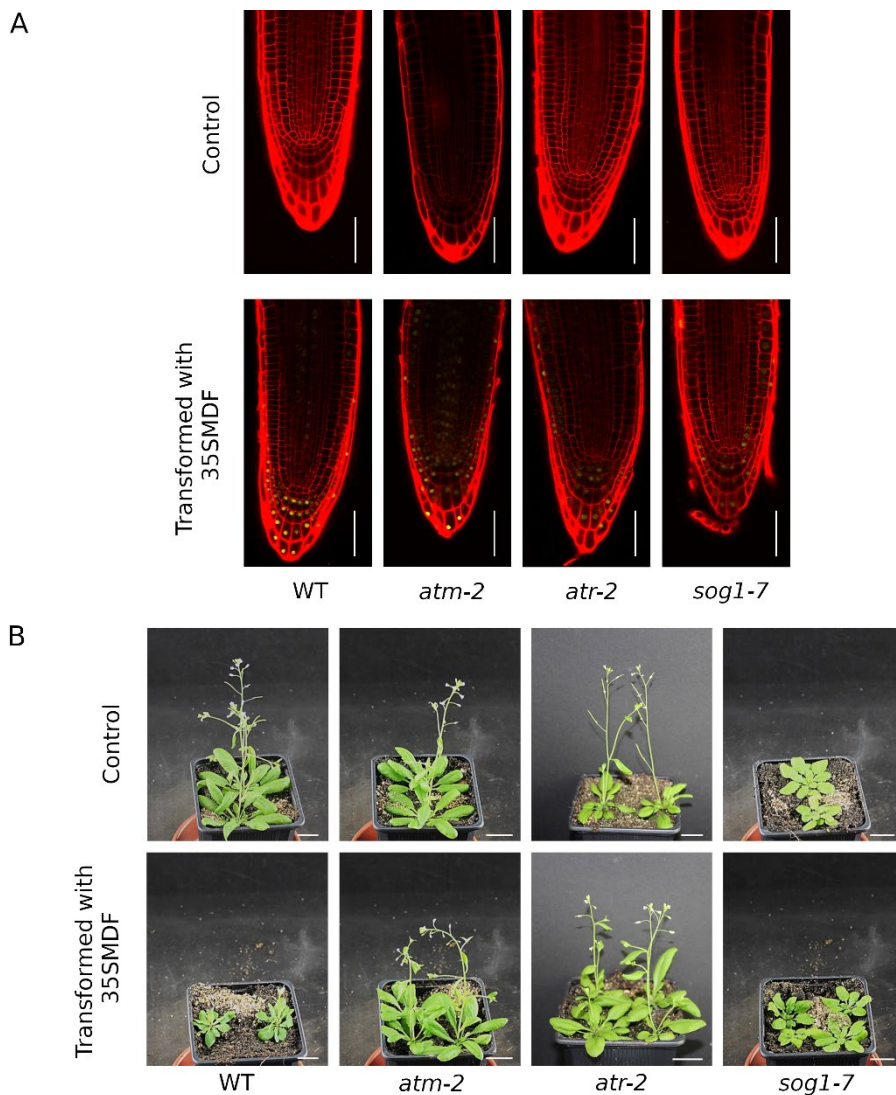 A
Control
Transformed with
35SMDF
WT
atm-2
atr-2
sog1-7
B
Control
Transformed with
35SMDF
WT
atm-2
atr-2
sog1-7